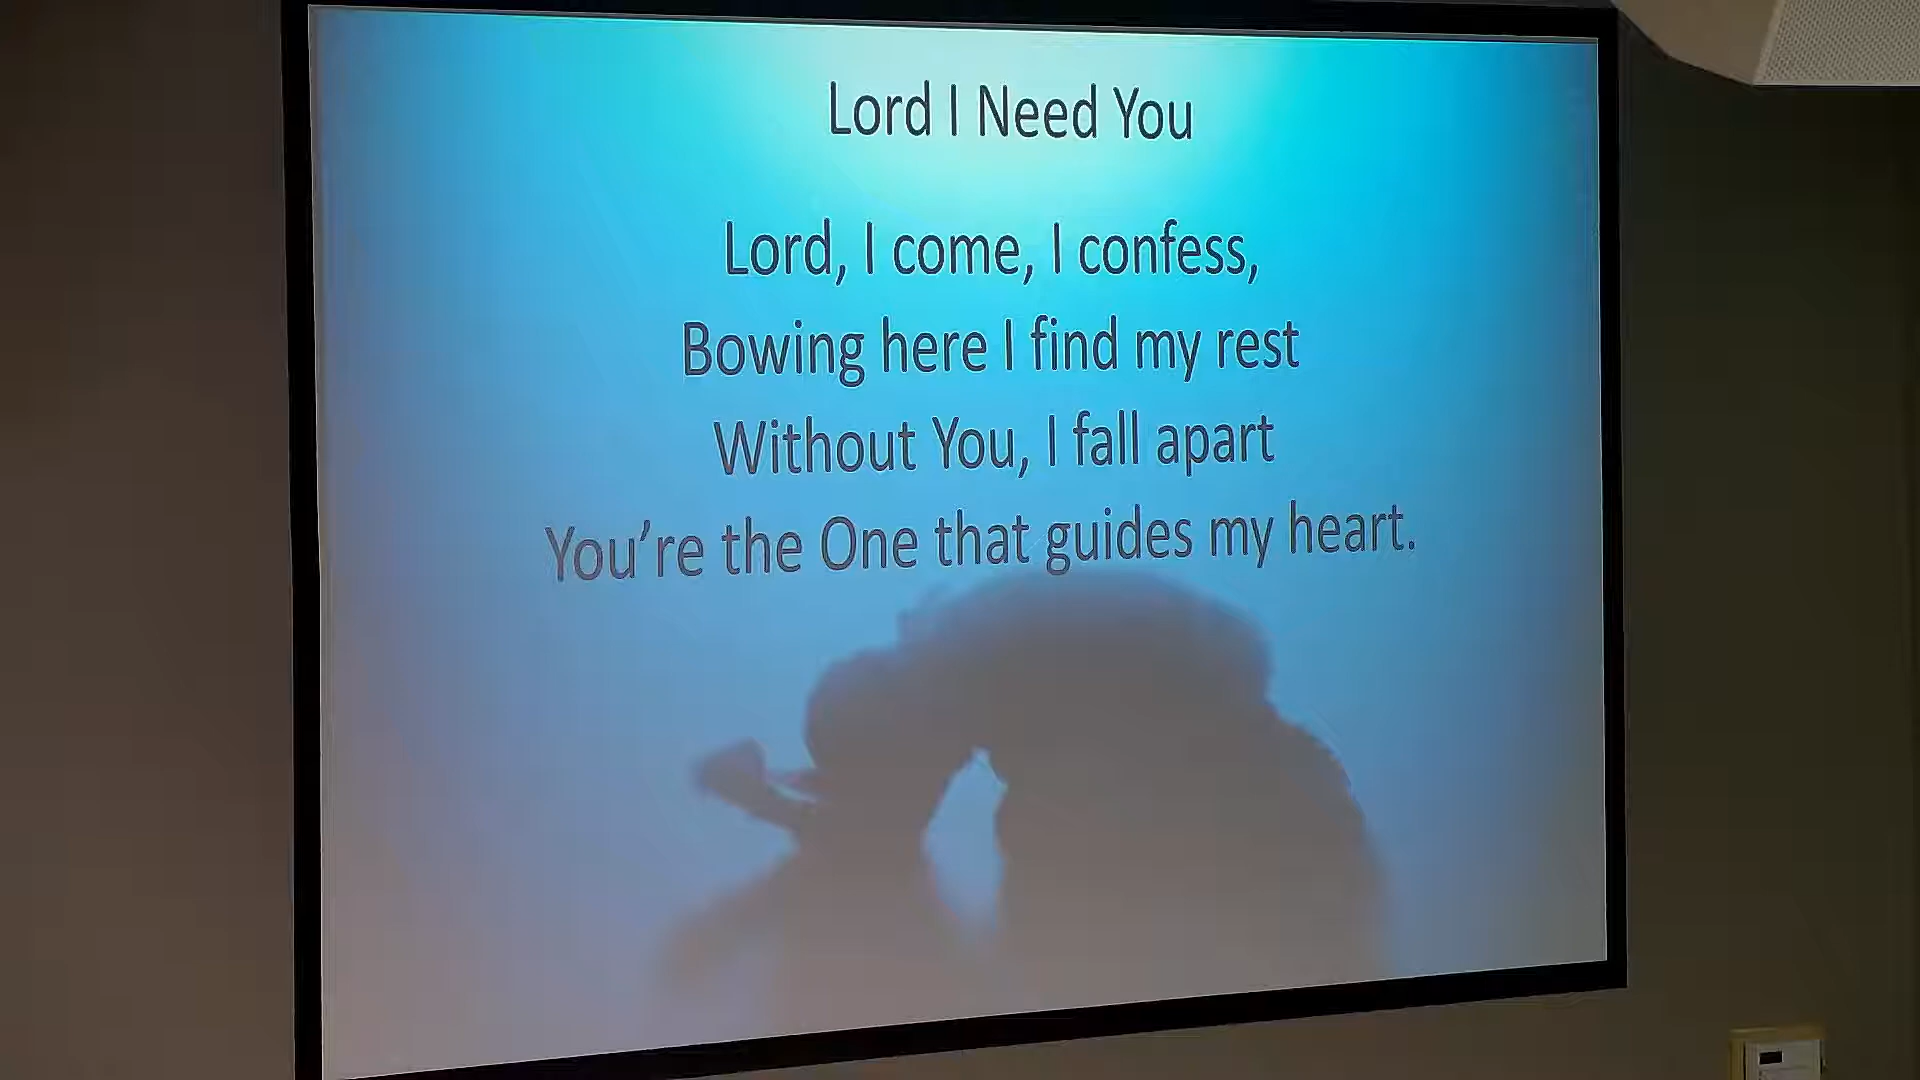 Lord I Need You
Lord, I come, I confess,
Bowing here I find my rest
Without You, I fall apart
You’re the One that guides my heart.